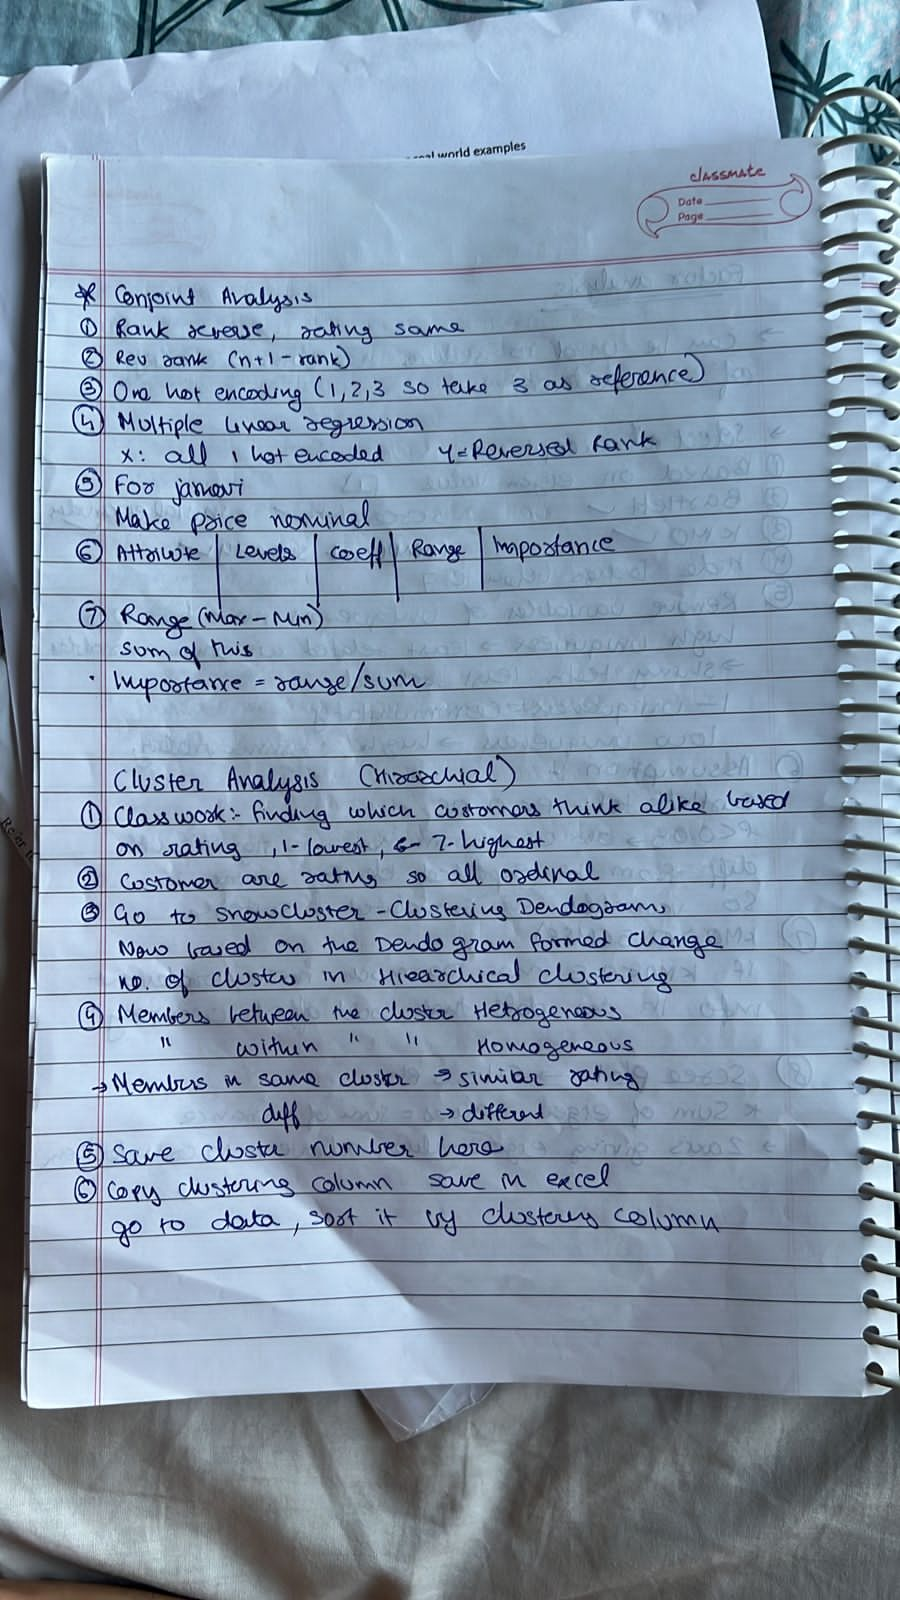 real world examples
classmate
Date
Page
* Conjoint Analysis
① Rank reverse, rating same
② Rev rank (n+1-rank)
③ One hot encoding (1,2,3 so take 3 as reference)
④ Multiple linear regression
x: all 1 hot encoded y=Reversed Rank
⑤ For jamovi
Make price nominal
⑥ Attribute | Levels | Coeff | Range | Importance
⑦ Range (Max - Min)
sum of this
· Importance = range/sum
Cluster Analysis (Hirarchial)
① Classwork:- finding which customers think alike based
on rating, 1-lowest, 7-highest
② Customer are rating so all ordinal
③ Go to snowcluster - Clustering Dendogram,
Now based on the Dendogram formed change
no. of cluster in Hierarchical clustering
④ Members between the cluster Hetrogeneous
" within " " Homogeneous
→ Members in same cluster → similar rating
diff → different
⑤ Save cluster number here
⑥ Copy clustering column save in excel
go to data, sort it by clustering column